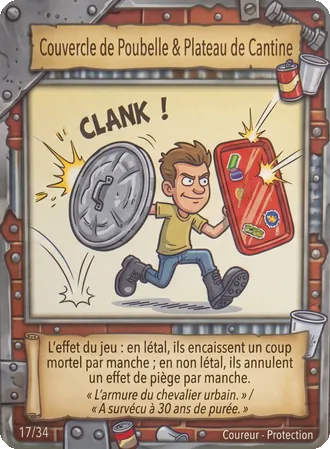 Couvercle de Poubelle & Plateau de Cantine
CLANK !
L'effet du jeu : en létal, ils encaissent un coup
mortel par manche ; en non létal, ils annulent
un effet de piège par manche.
« L'armure du chevalier urbain. » /
« A survécu à 30 ans de purée. »
17/34
Coureur - Protection